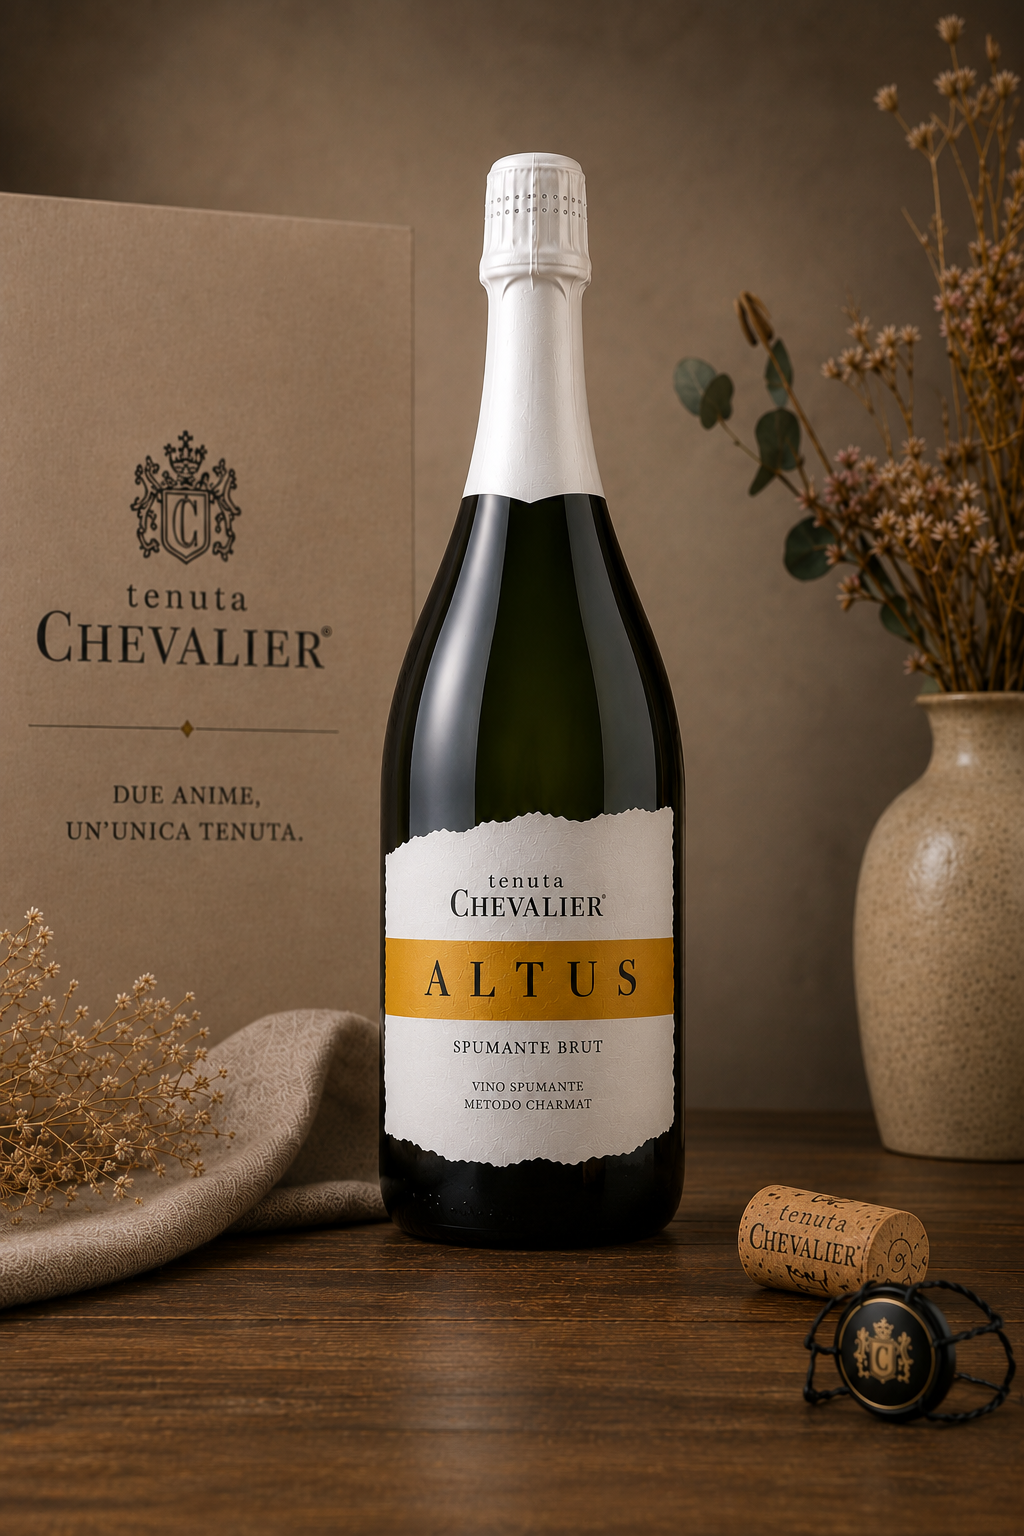 C
tenuta
CHEVALIER®
DUE ANIME,
UN'UNICA TENUTA.
tenuta
CHEVALIER®
ALTUS
SPUMANTE BRUT
VINO SPUMANTE
METODO CHARMAT
tenuta
CHEVALIER
C